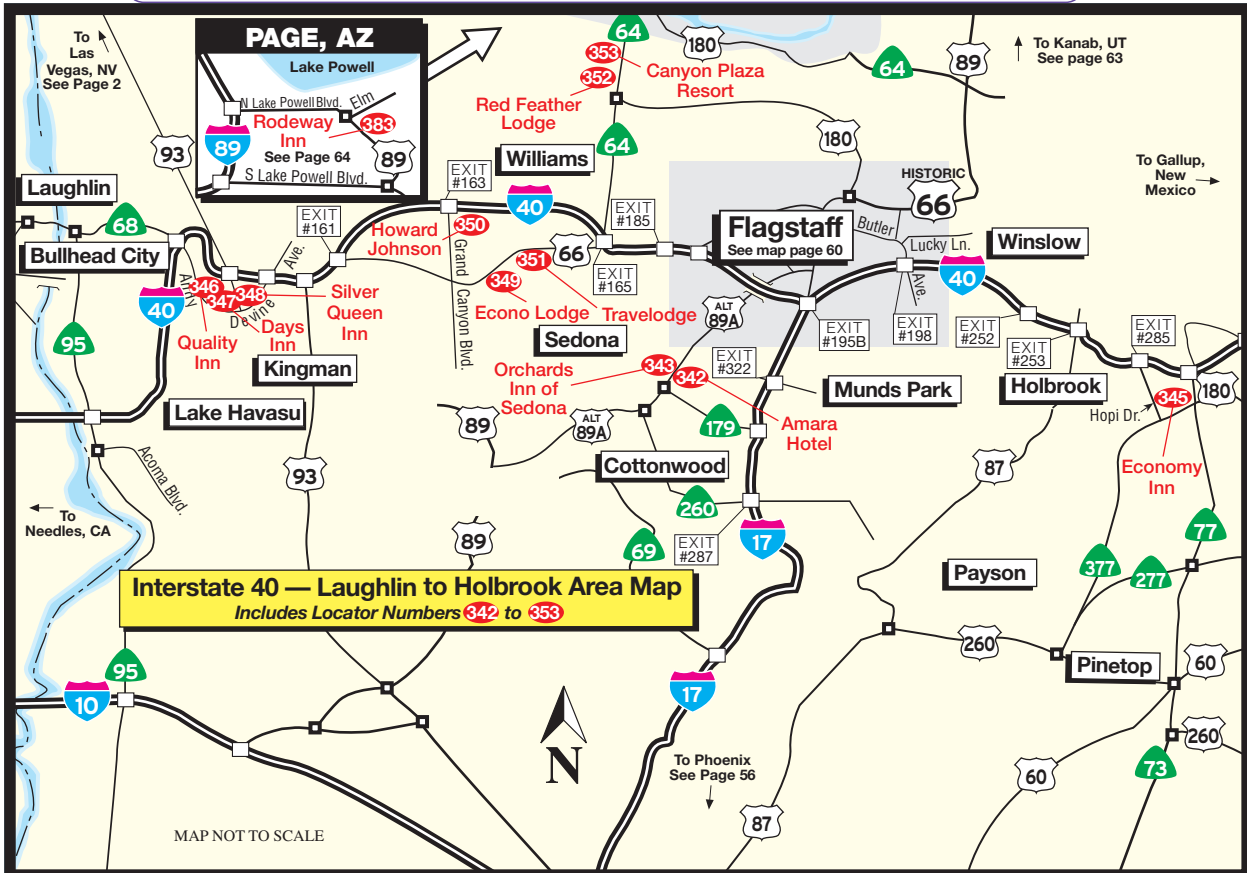 To
Las
Vegas, NV
See Page 2
PAGE, AZ
Lake Powell
N Lake Powell Blvd.
Elm
Rodeway
Inn
383
See Page 64
89
89
S Lake Powell Blvd.
93
64
180
353
Canyon Plaza
Resort
352
Red Feather
Lodge
64
64
89
To Kanab, UT
See page 63
180
To Gallup,
New
Mexico
Laughlin
68
Bullhead City
EXIT
#161
Ave.
EXIT
#163
Williams
40
EXIT
#185
Howard
Johnson
350
Grand Canyon Blvd.
66
351
EXIT
#165
349
Econo Lodge
Travelodge
Flagstaff
See map page 60
HISTORIC
66
Butler
Lucky Ln.
Ave.
Winslow
40
40
Andy
346
347
348
Devine
Quality
Inn
Days
Inn
Silver
Queen
Inn
Kingman
95
Lake Havasu
Sedona
ALT
89A
EXIT
#195B
EXIT
#198
EXIT
#252
EXIT
#253
EXIT
#285
Orchards
Inn of
Sedona
343
342
EXIT
#322
Munds Park
Holbrook
Hopi Dr.
345
180
Economy
Inn
Amara
Hotel
179
89
ALT
89A
Cottonwood
Acoma Blvd.
93
To
Needles, CA
89
260
69
EXIT
#287
17
87
77
377
277
Payson
Interstate 40 — Laughlin to Holbrook Area Map
Includes Locator Numbers 342 to 353
260
Pinetop
60
95
10
17
N
To Phoenix
See Page 56
260
73
60
87
MAP NOT TO SCALE